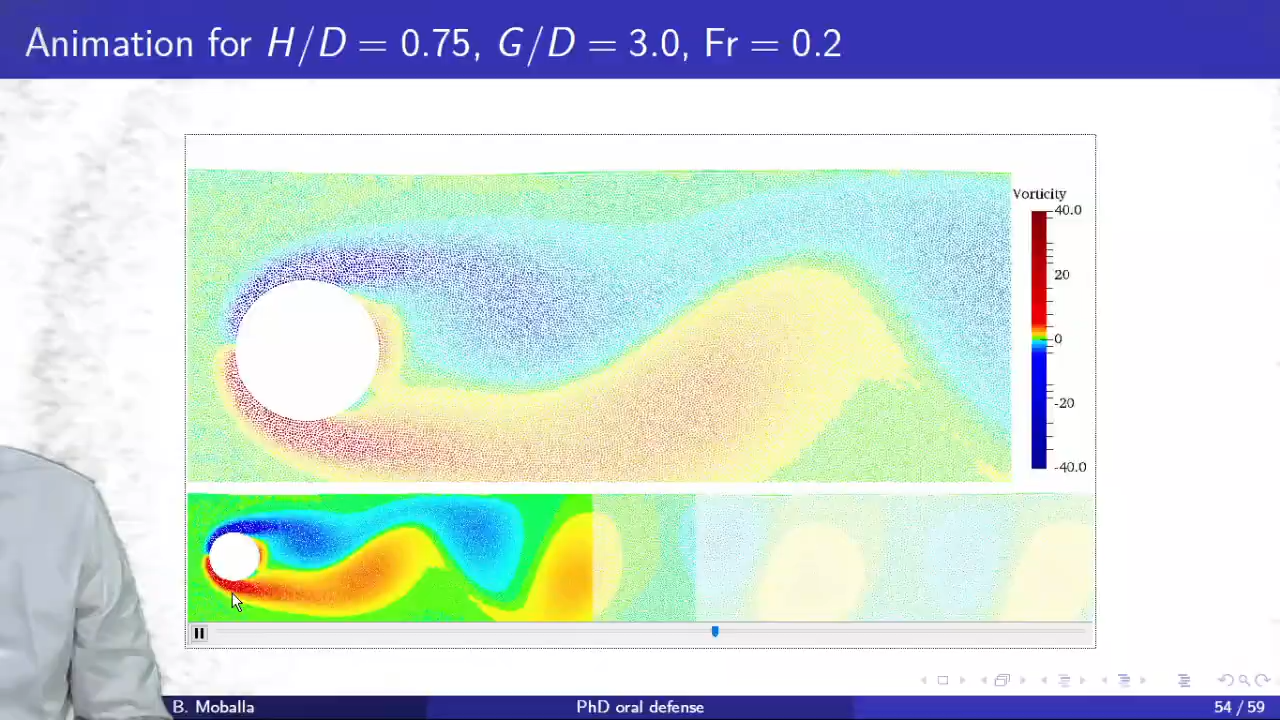 Animation for H/D = 0.75, G/D = 3.0, Fr = 0.2
Vorticity
40.0
20
0
-20
-40.0
B. Moballa
PhD oral defense
54 / 59